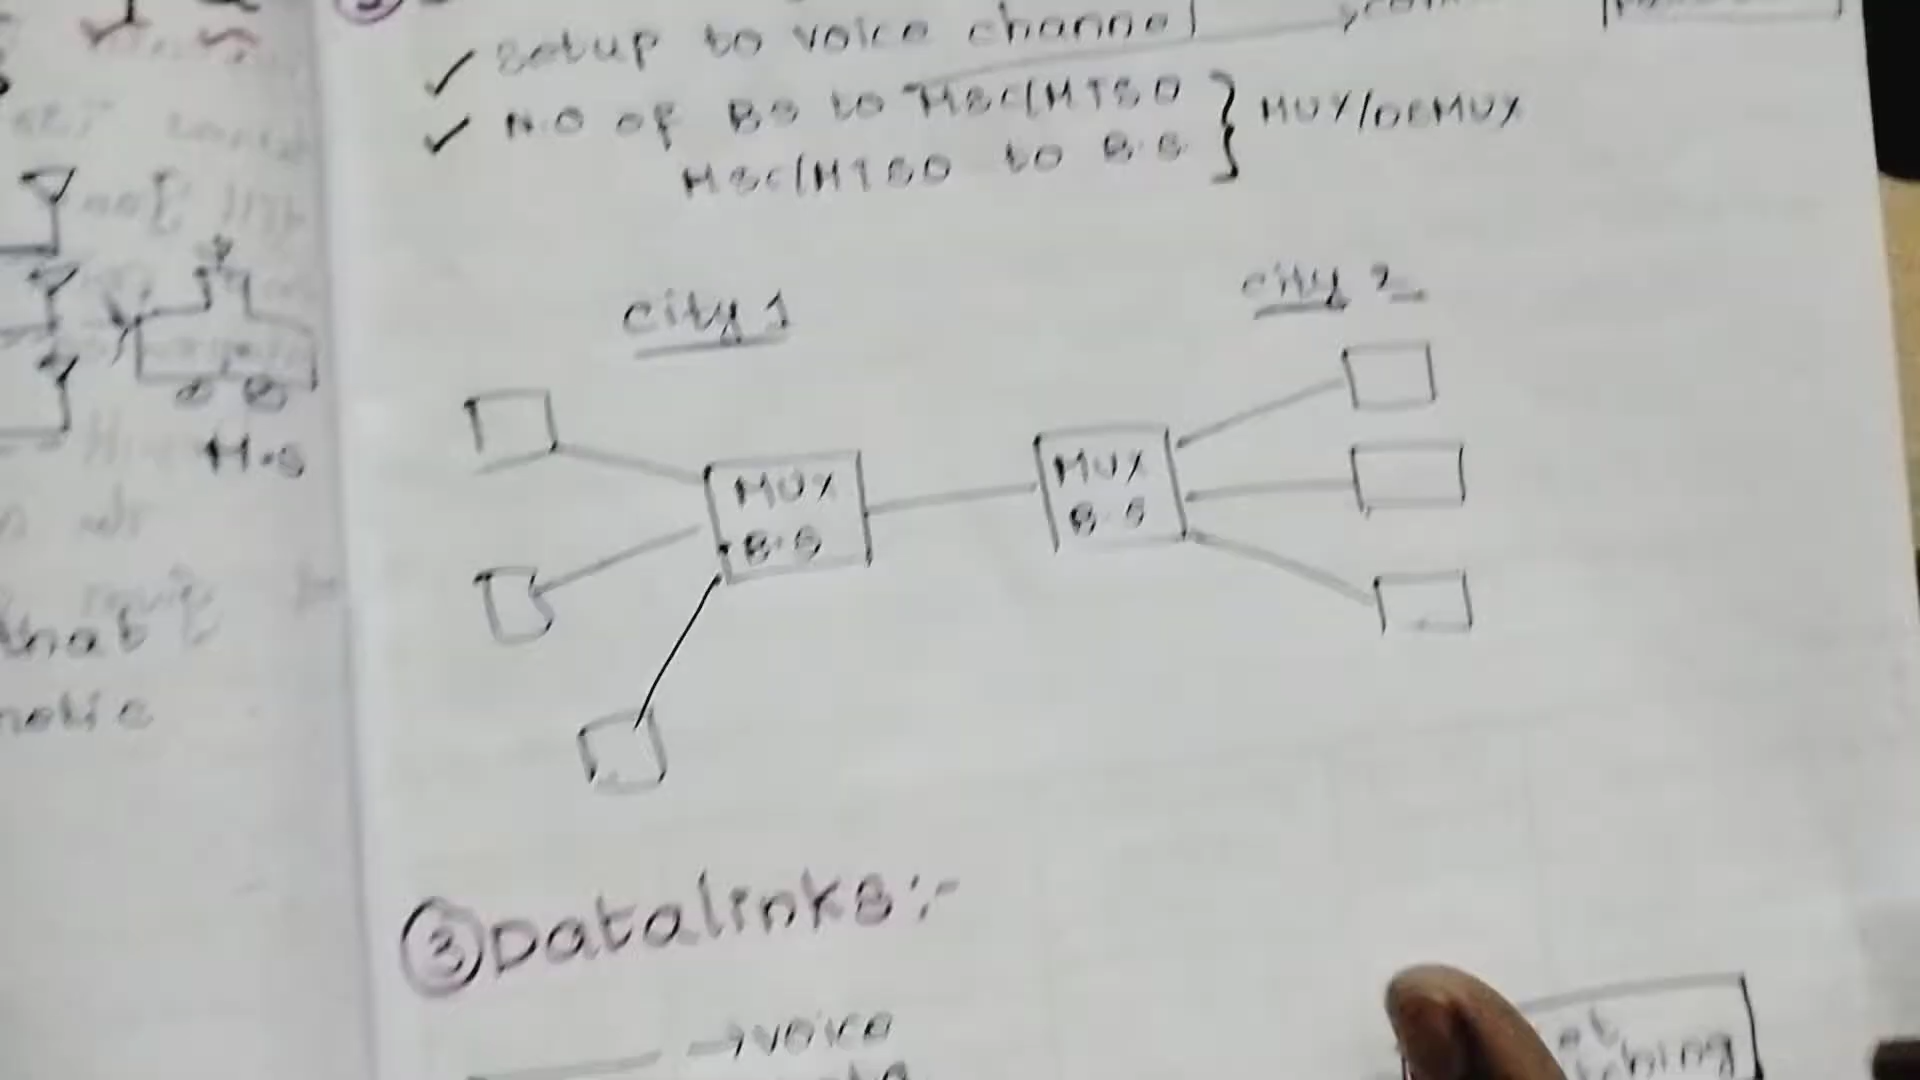 setup to voice channel
N.O of BS to MSC/MTSO } MUX/DEMUX
MSC/MTSO to B.S
city 1
city 2
MUX
B.S
MUX
B.S
M.S
that
③ Datalinks:-
→ voice